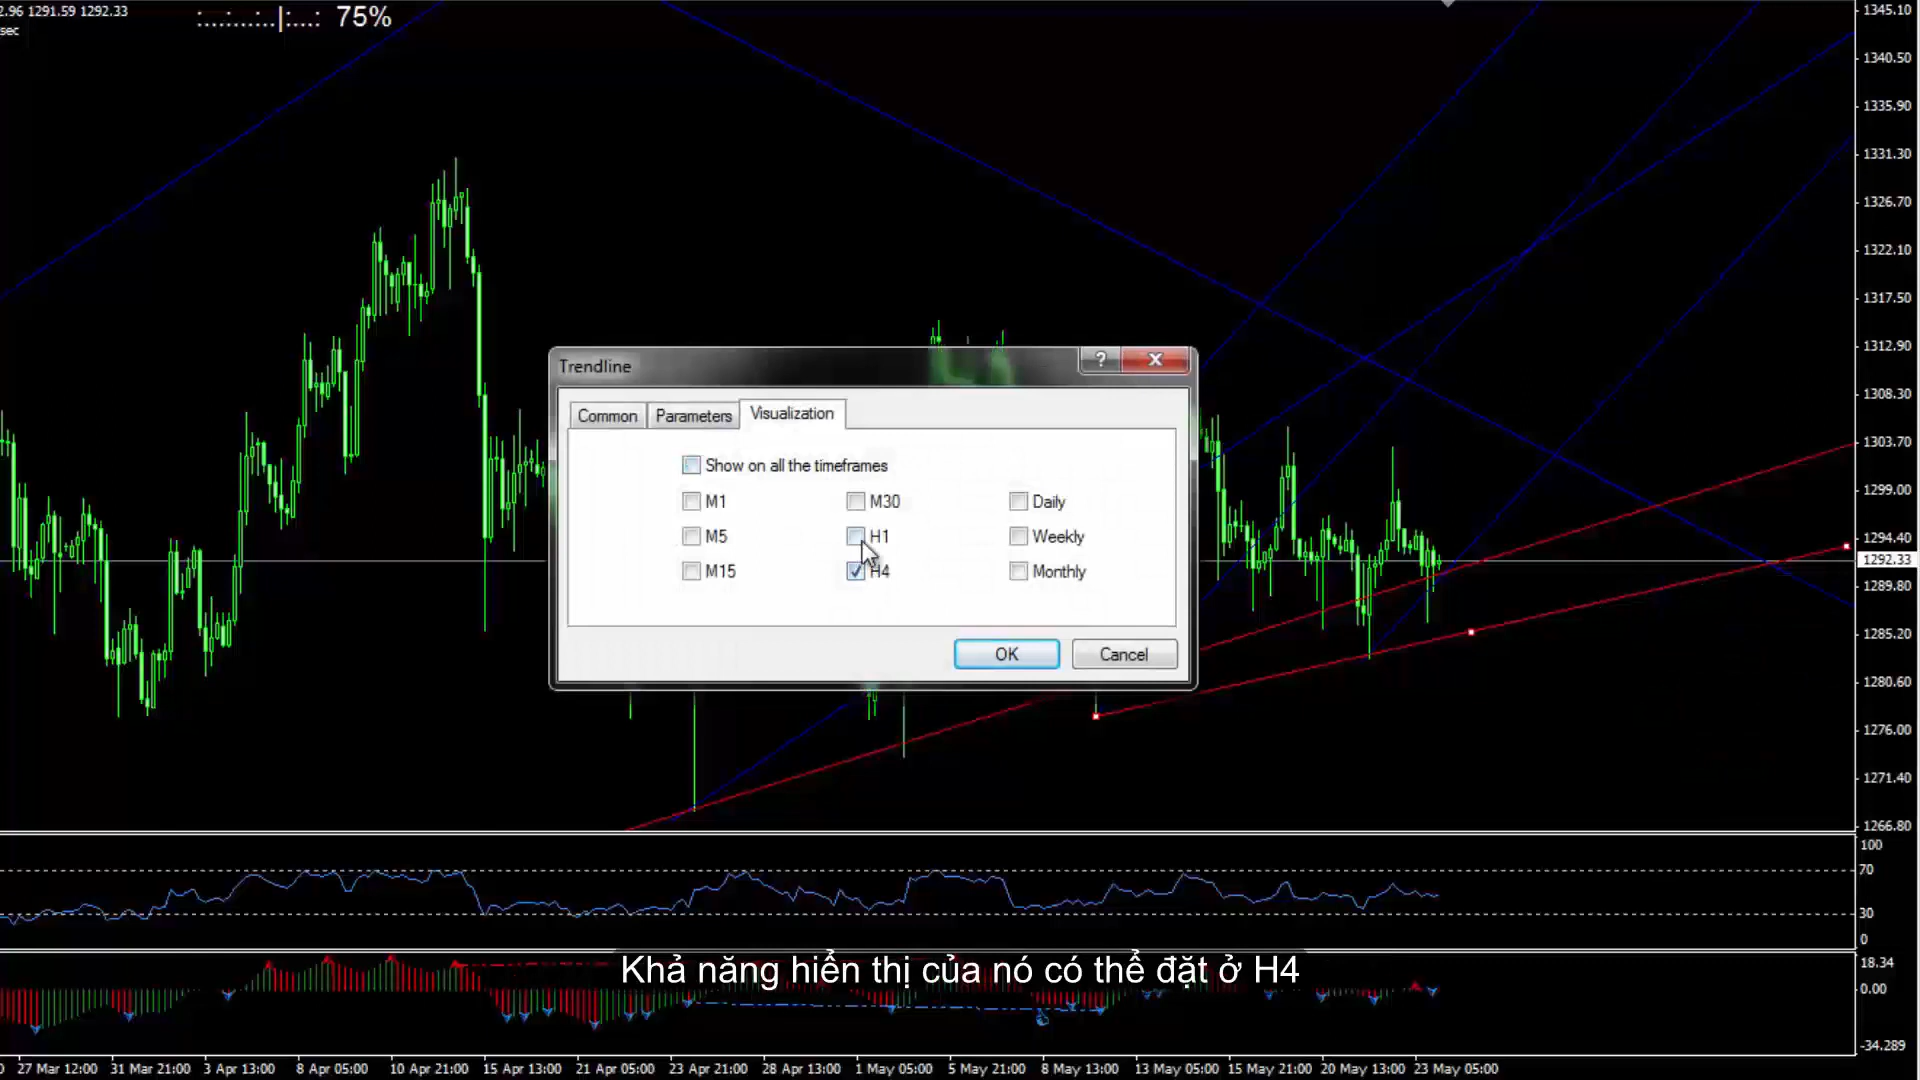 2.96 1291.59 1292.33
75%
sec
1345.10
1340.50
1335.90
1331.30
1326.70
1322.10
1317.50
1312.90
1308.30
1303.70
1299.00
1294.40
1292.33
1289.80
1285.20
1280.60
1276.00
1271.40
1266.80
Trendline
? X
Common Parameters Visualization
Show on all the timeframes
M1 M30 Daily
M5 H1 Weekly
M15 H4 Monthly
OK Cancel
100
70
30
0
18.34
0.00
-34.289
Khả năng hiển thị của nó có thể đặt ở H4
27 Mar 12:00 31 Mar 21:00 3 Apr 13:00 8 Apr 05:00 10 Apr 21:00 15 Apr 13:00 21 Apr 05:00 23 Apr 21:00 28 Apr 13:00 1 May 05:00 5 May 21:00 8 May 13:00 13 May 05:00 15 May 21:00 20 May 13:00 23 May 05:00